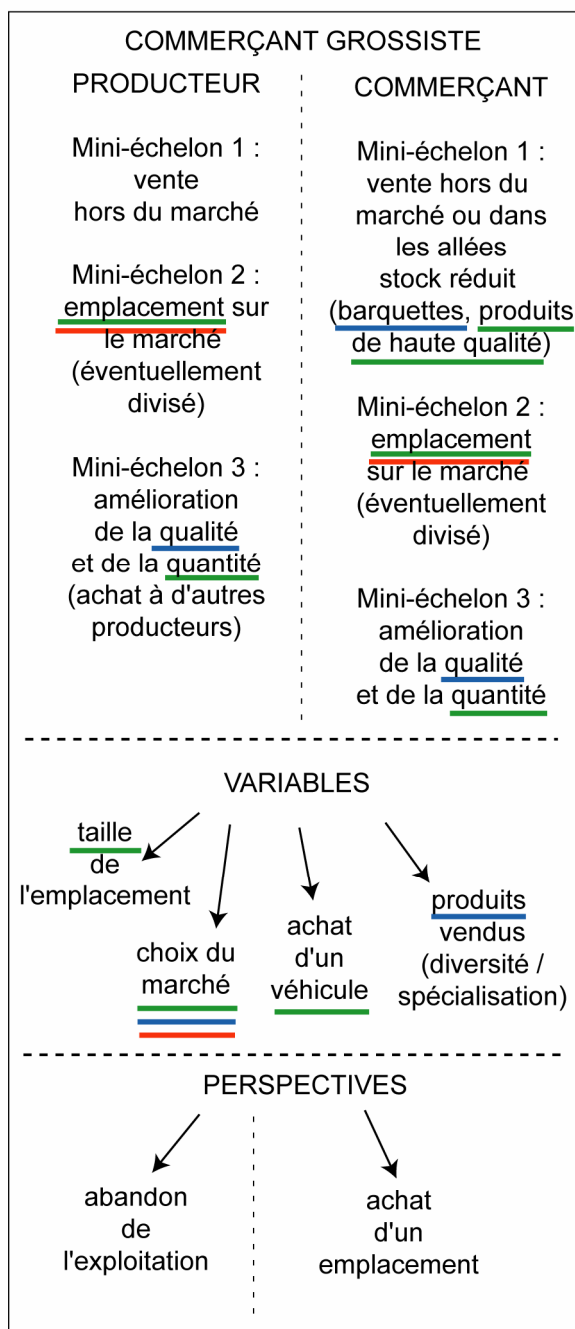 COMMERÇANT GROSSISTE
PRODUCTEUR
Mini-échelon 1 :
vente
hors du marché
Mini-échelon 2 :
emplacement sur
le marché
(éventuellement
divisé)
Mini-échelon 3 :
amélioration
de la qualité
et de la quantité
(achat à d'autres
producteurs)
COMMERÇANT
Mini-échelon 1 :
vente hors du
marché ou dans
les allées
stock réduit
(barquettes, produits
de haute qualité)
Mini-échelon 2 :
emplacement
sur le marché
(éventuellement
divisé)
Mini-échelon 3 :
amélioration
de la qualité
et de la quantité
VARIABLES
taille
de
l'emplacement
choix du
marché
achat
d'un
véhicule
produits
vendus
(diversité /
spécialisation)
PERSPECTIVES
abandon
de
l'exploitation
achat
d'un
emplacement